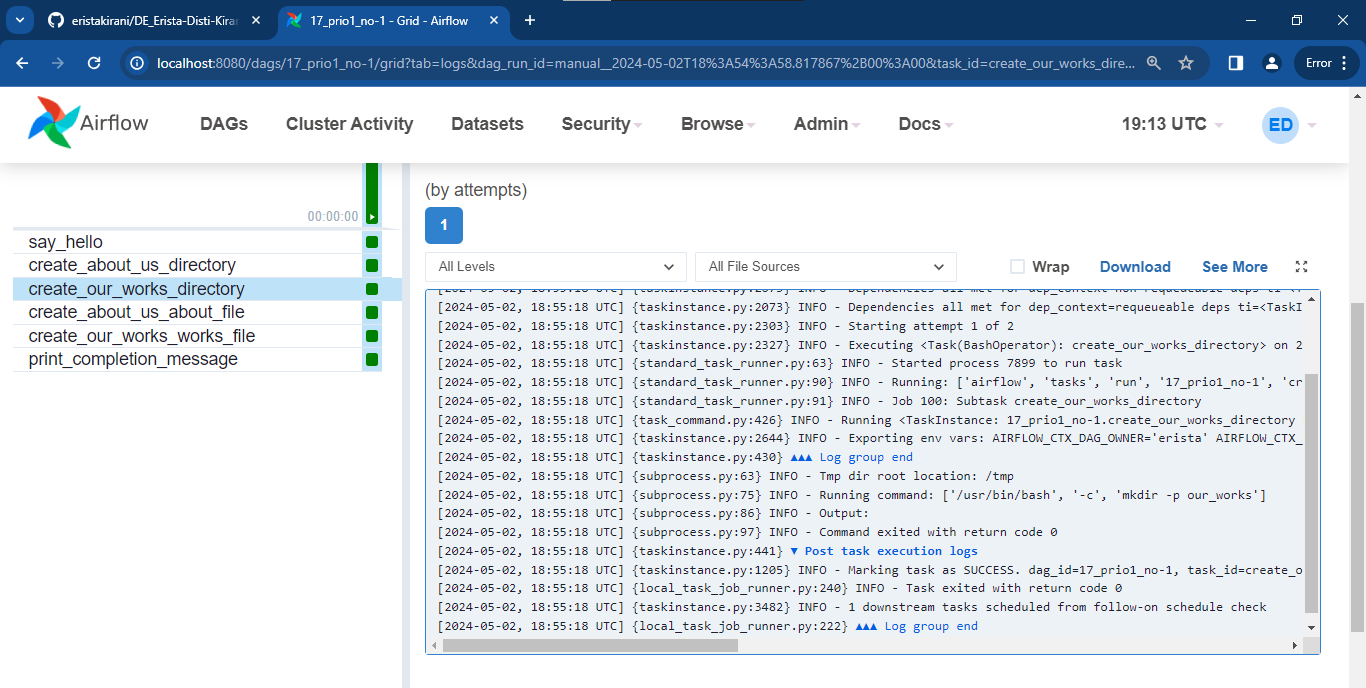 eristakirani/DE_Erista-Disti-Kiran
17_prio1_no-1 - Grid - Airflow
localhost:8080/dags/17_prio1_no-1/grid?tab=logs&dag_run_id=manual__2024-05-02T18%3A54%3A58.817867%2B00%3A00&task_id=create_our_works_dire...
Error
Airflow
DAGs
Cluster Activity
Datasets
Security
Browse
Admin
Docs
19:13 UTC
ED
00:00:00
say_hello
create_about_us_directory
create_our_works_directory
create_about_us_about_file
create_our_works_works_file
print_completion_message
(by attempts)
1
All Levels
All File Sources
Wrap
Download
See More
[2024-05-02, 18:55:18 UTC] {taskinstance.py:2073} INFO - Dependencies all met for dep_context=requeueable deps ti=<TaskI
[2024-05-02, 18:55:18 UTC] {taskinstance.py:2303} INFO - Starting attempt 1 of 2
[2024-05-02, 18:55:18 UTC] {taskinstance.py:2327} INFO - Executing <Task(BashOperator): create_our_works_directory> on 2
[2024-05-02, 18:55:18 UTC] {standard_task_runner.py:63} INFO - Started process 7899 to run task
[2024-05-02, 18:55:18 UTC] {standard_task_runner.py:90} INFO - Running: ['airflow', 'tasks', 'run', '17_prio1_no-1', 'cr
[2024-05-02, 18:55:18 UTC] {standard_task_runner.py:91} INFO - Job 100: Subtask create_our_works_directory
[2024-05-02, 18:55:18 UTC] {task_command.py:426} INFO - Running <TaskInstance: 17_prio1_no-1.create_our_works_directory
[2024-05-02, 18:55:18 UTC] {taskinstance.py:2644} INFO - Exporting env vars: AIRFLOW_CTX_DAG_OWNER='erista' AIRFLOW_CTX_
[2024-05-02, 18:55:18 UTC] {taskinstance.py:430} ▲▲▲ Log group end
[2024-05-02, 18:55:18 UTC] {subprocess.py:63} INFO - Tmp dir root location: /tmp
[2024-05-02, 18:55:18 UTC] {subprocess.py:75} INFO - Running command: ['/usr/bin/bash', '-c', 'mkdir -p our_works']
[2024-05-02, 18:55:18 UTC] {subprocess.py:86} INFO - Output:
[2024-05-02, 18:55:18 UTC] {subprocess.py:97} INFO - Command exited with return code 0
[2024-05-02, 18:55:18 UTC] {taskinstance.py:441} ▼ Post task execution logs
[2024-05-02, 18:55:18 UTC] {taskinstance.py:1205} INFO - Marking task as SUCCESS. dag_id=17_prio1_no-1, task_id=create_o
[2024-05-02, 18:55:18 UTC] {local_task_job_runner.py:240} INFO - Task exited with return code 0
[2024-05-02, 18:55:18 UTC] {taskinstance.py:3482} INFO - 1 downstream tasks scheduled from follow-on schedule check
[2024-05-02, 18:55:18 UTC] {local_task_job_runner.py:222} ▲▲▲ Log group end